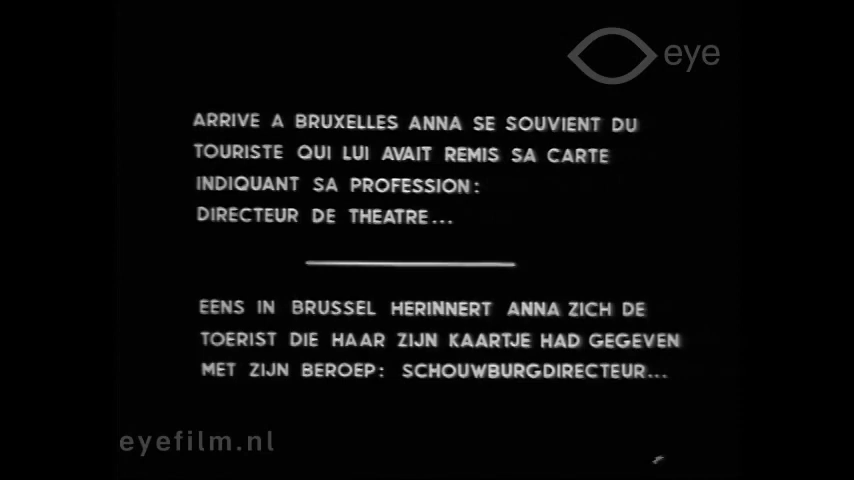 eye
ARRIVE A BRUXELLES ANNA SE SOUVIENT DU
TOURISTE QUI LUI AVAIT REMIS SA CARTE
INDIQUANT SA PROFESSION:
DIRECTEUR DE THEATRE...
EENS IN BRUSSEL HERINNERT ANNA ZICH DE
TOERIST DIE HAAR ZIJN KAARTJE HAD GEGEVEN
MET ZIJN BEROEP: SCHOUWBURGDIRECTEUR...
eyefilm.nl